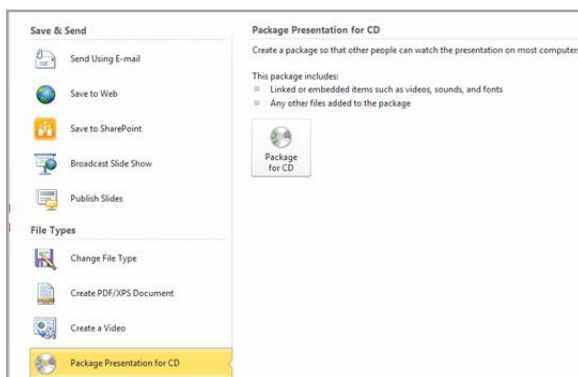 Save & Send
Send Using E-mail
Save to Web
Save to SharePoint
Broadcast Slide Show
Publish Slides
File Types
Change File Type
Create PDF/XPS Document
Create a Video
Package Presentation for CD
Package Presentation for CD
Create a package so that other people can watch the presentation on most computers
This package includes:
Linked or embedded items such as videos, sounds, and fonts
Any other files added to the package
Package
for CD